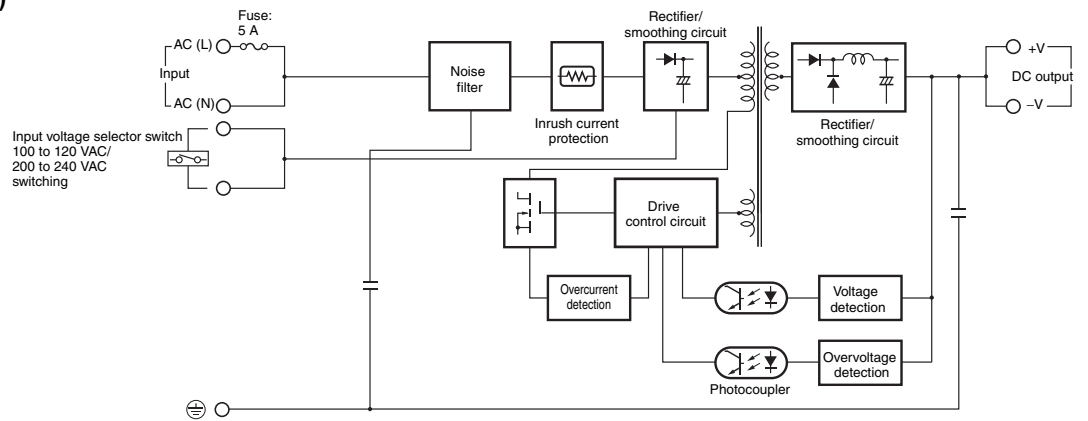 )
Fuse:
5 A
AC (L)
Input
AC (N)
Input voltage selector switch
100 to 120 VAC/
200 to 240 VAC
switching
Noise
filter
Inrush current
protection
Rectifier/
smoothing circuit
Rectifier/
smoothing circuit
+V
DC output
−V
Drive
control circuit
Overcurrent
detection
Voltage
detection
Overvoltage
detection
Photocoupler